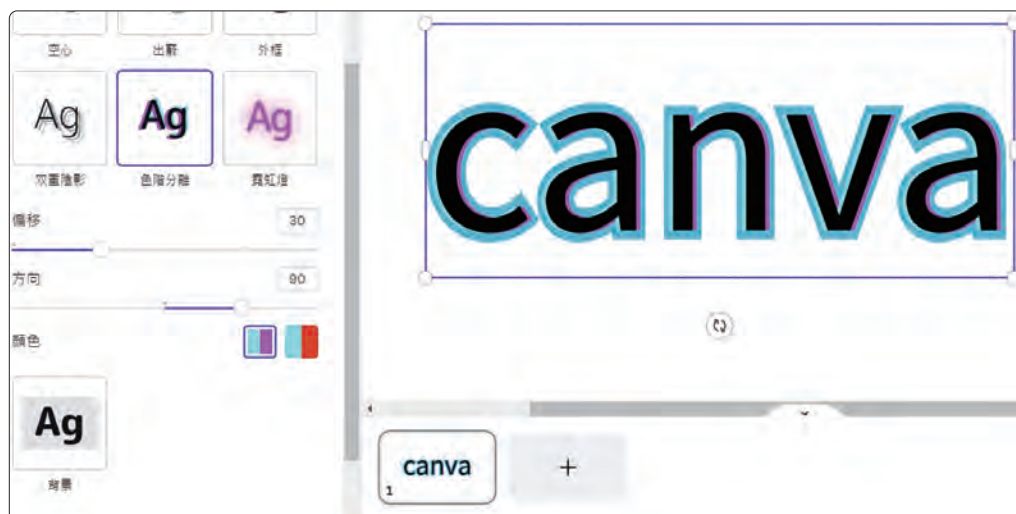 空心 出竅 外框
Ag Ag Ag
双重陰影 色階分離 霓虹燈
偏移 30
方向 90
顏色
Ag
背景
canva
canva
1
+